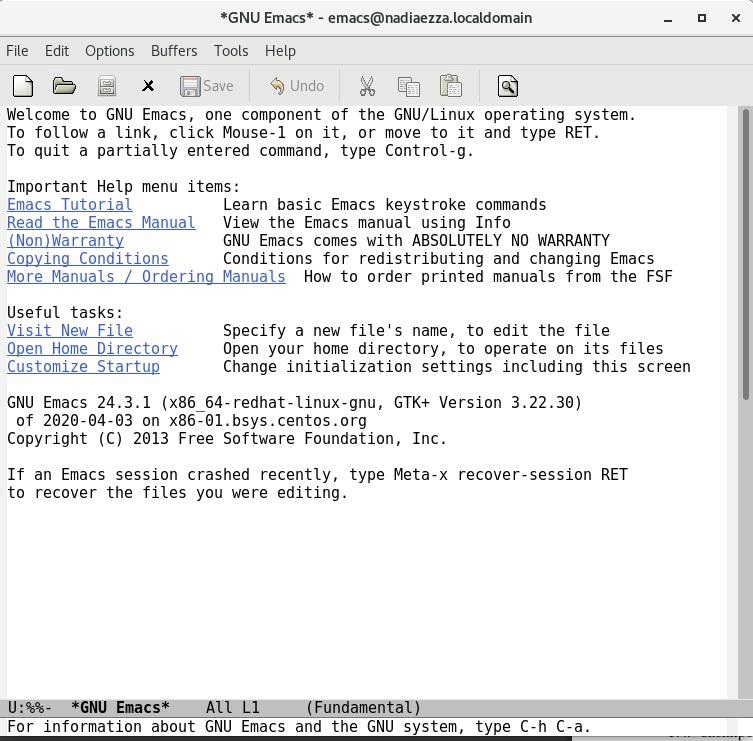 *GNU Emacs* - emacs@nadiaezza.localdomain
File Edit Options Buffers Tools Help
Save Undo
Welcome to GNU Emacs, one component of the GNU/Linux operating system.
To follow a link, click Mouse-1 on it, or move to it and type RET.
To quit a partially entered command, type Control-g.
Important Help menu items:
Emacs Tutorial Learn basic Emacs keystroke commands
Read the Emacs Manual View the Emacs manual using Info
(Non)Warranty GNU Emacs comes with ABSOLUTELY NO WARRANTY
Copying Conditions Conditions for redistributing and changing Emacs
More Manuals / Ordering Manuals How to order printed manuals from the FSF
Useful tasks:
Visit New File Specify a new file's name, to edit the file
Open Home Directory Open your home directory, to operate on its files
Customize Startup Change initialization settings including this screen
GNU Emacs 24.3.1 (x86_64-redhat-linux-gnu, GTK+ Version 3.22.30)
of 2020-04-03 on x86-01.bsys.centos.org
Copyright (C) 2013 Free Software Foundation, Inc.
If an Emacs session crashed recently, type Meta-x recover-session RET
to recover the files you were editing.
U:%%- *GNU Emacs* All L1 (Fundamental)
For information about GNU Emacs and the GNU system, type C-h C-a.